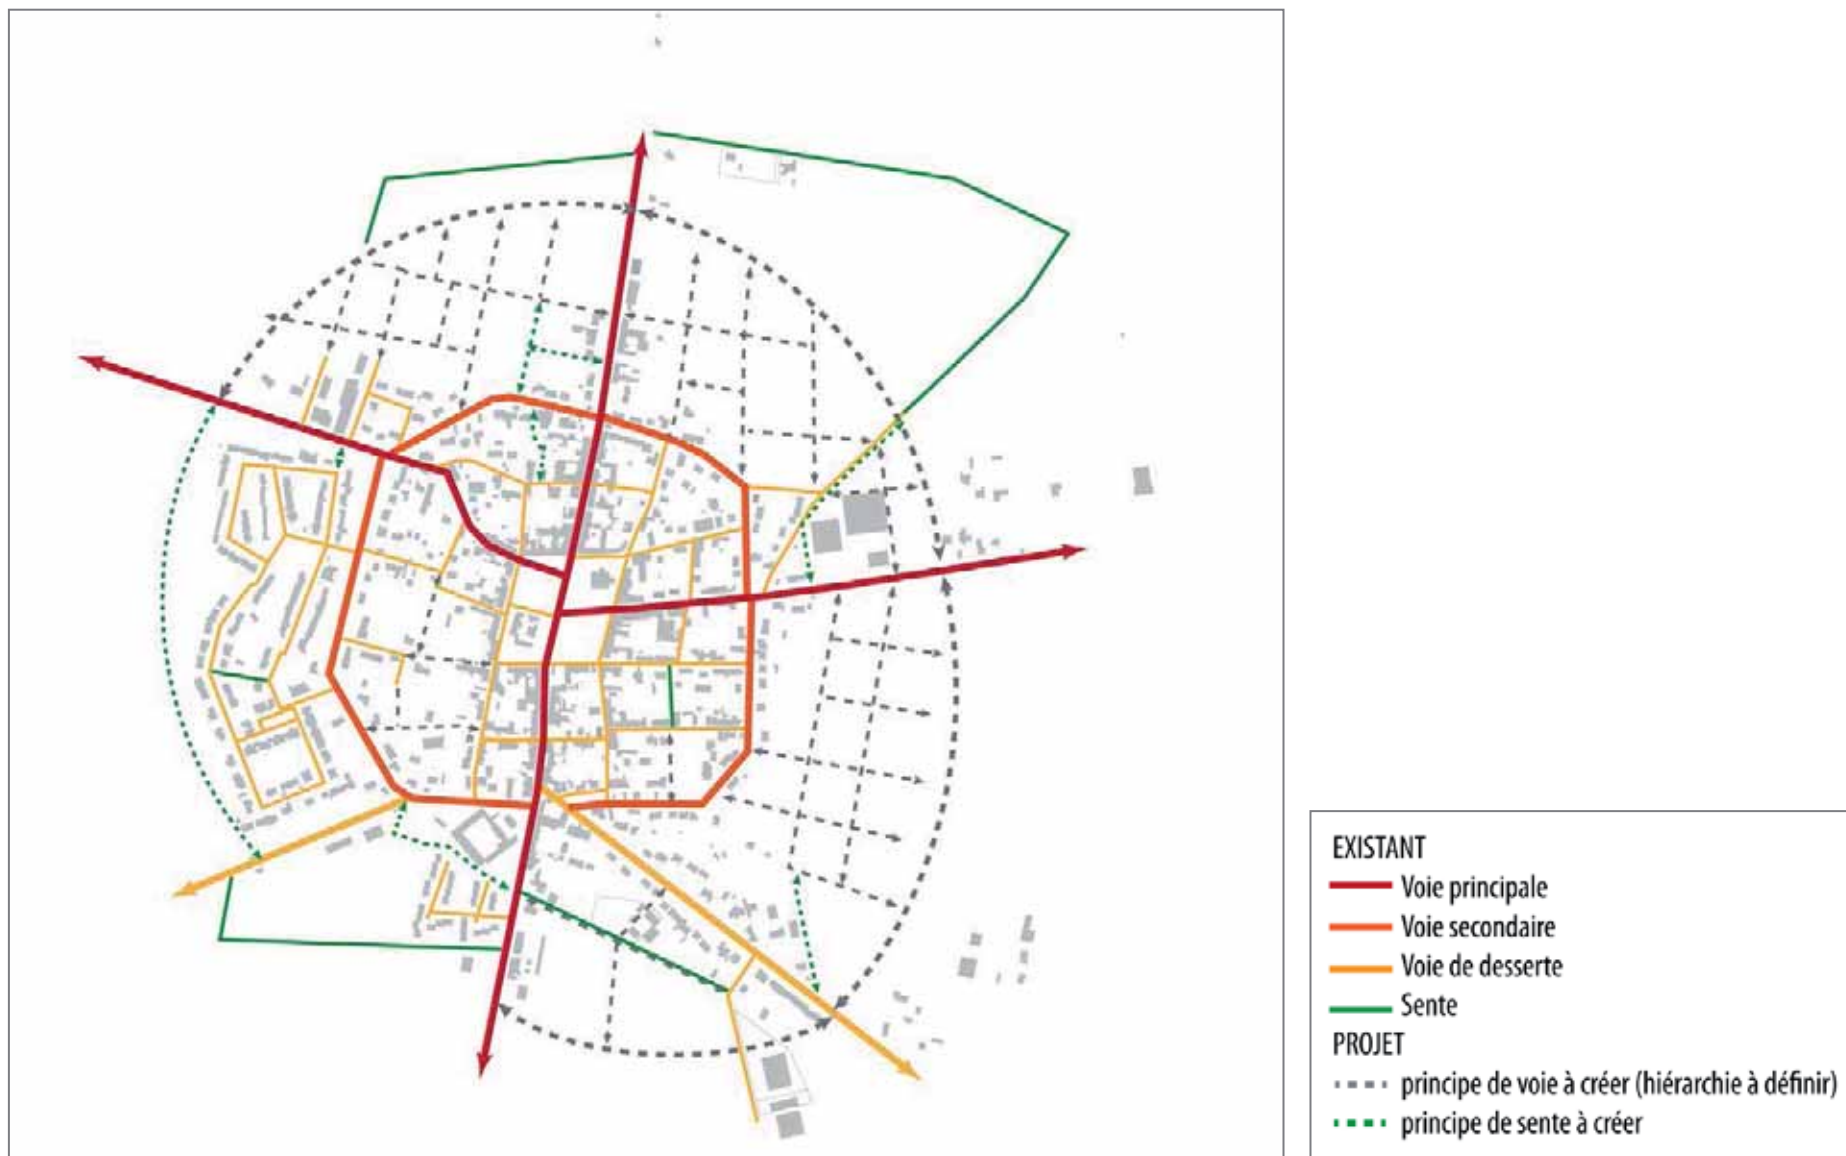 EXISTANT
Voie principale
Voie secondaire
Voie de desserte
Sente
PROJET
principe de voie à créer (hiérarchie à définir)
principe de sente à créer